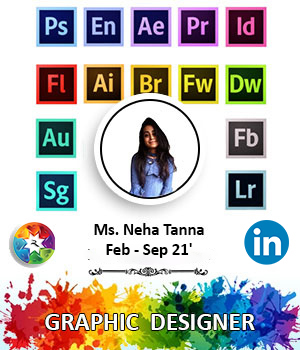 Ps En Ae Pr Id
Fl Ai Br Fw Dw
Au Fb
Sg Lr
Ms. Neha Tanna
Feb - Sep 21'
in
GRAPHIC DESIGNER